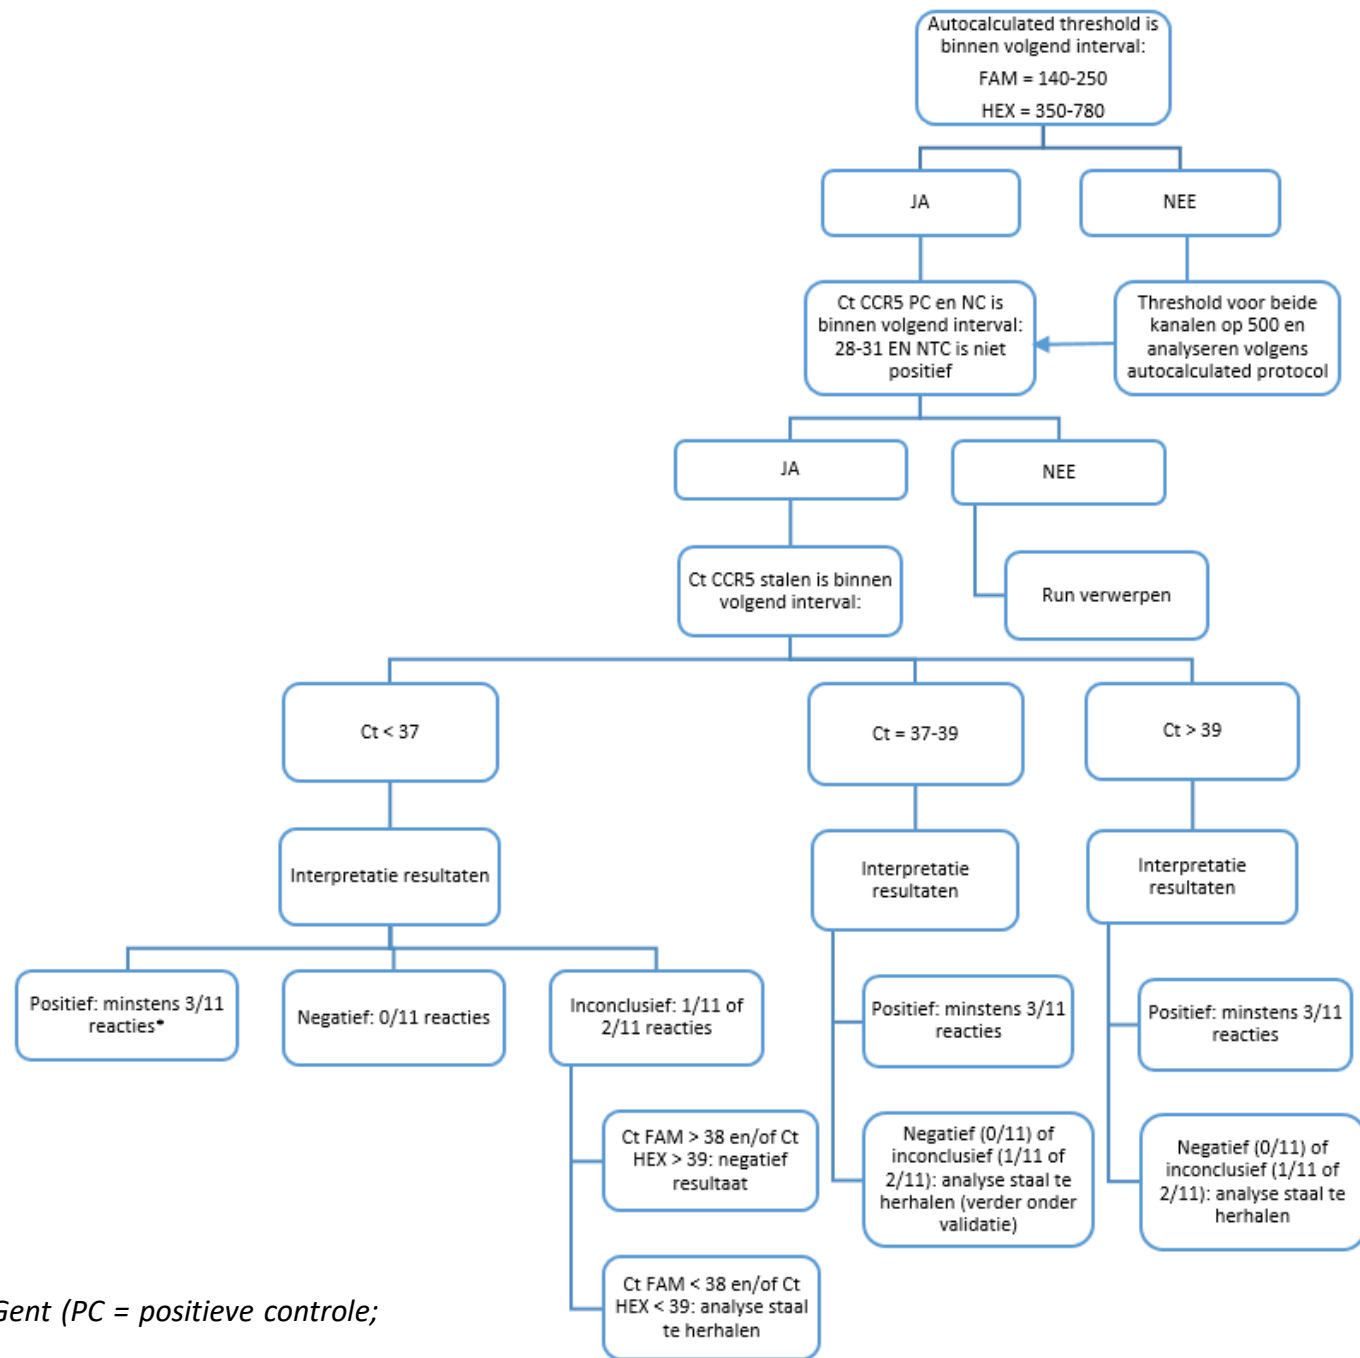 Autocalculated threshold is
binnen volgend interval:
FAM = 140-250
HEX = 350-780
JA
NEE
Ct CCR5 PC en NC is
binnen volgend interval:
28-31 EN NTC is niet
positief
Threshold voor beide
kanalen op 500 en
analyseren volgens
autocalculated protocol
JA
NEE
Ct CCR5 stalen is binnen
volgend interval:
Run verwerpen
Ct < 37
Ct = 37-39
Ct > 39
Interpretatie resultaten
Interpretatie
resultaten
Interpretatie
resultaten
Positief: minstens 3/11
reacties*
Negatief: 0/11 reacties
Inconclusief: 1/11 of
2/11 reacties
Positief: minstens 3/11
reacties
Positief: minstens 3/11
reacties
Ct FAM > 38 en/of Ct
HEX > 39: negatief
resultaat
Negatief (0/11) of
inconclusief (1/11 of
2/11): analyse staal te
herhalen (verder onder
validatie)
Negatief (0/11) of
inconclusief (1/11 of
2/11): analyse staal te
herhalen
Ct FAM < 38 en/of Ct
HEX < 39: analyse staal
te herhalen
Gent (PC = positieve controle;